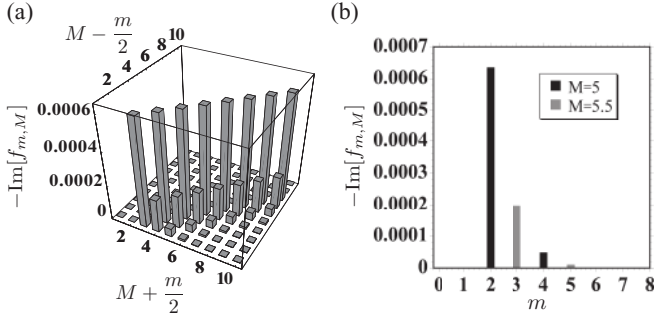 (a)
M − m/2
10
8
6
4
2
0.0006
0.0004
0.0002
0
−Im[f_{m,M}]
2
4
6
8
10
M + m/2
(b)
0.0007
0.0006
0.0005
0.0004
0.0003
0.0002
0.0001
0
−Im[f_{m,M}]
M=5
M=5.5
0 1 2 3 4 5 6 7 8
m